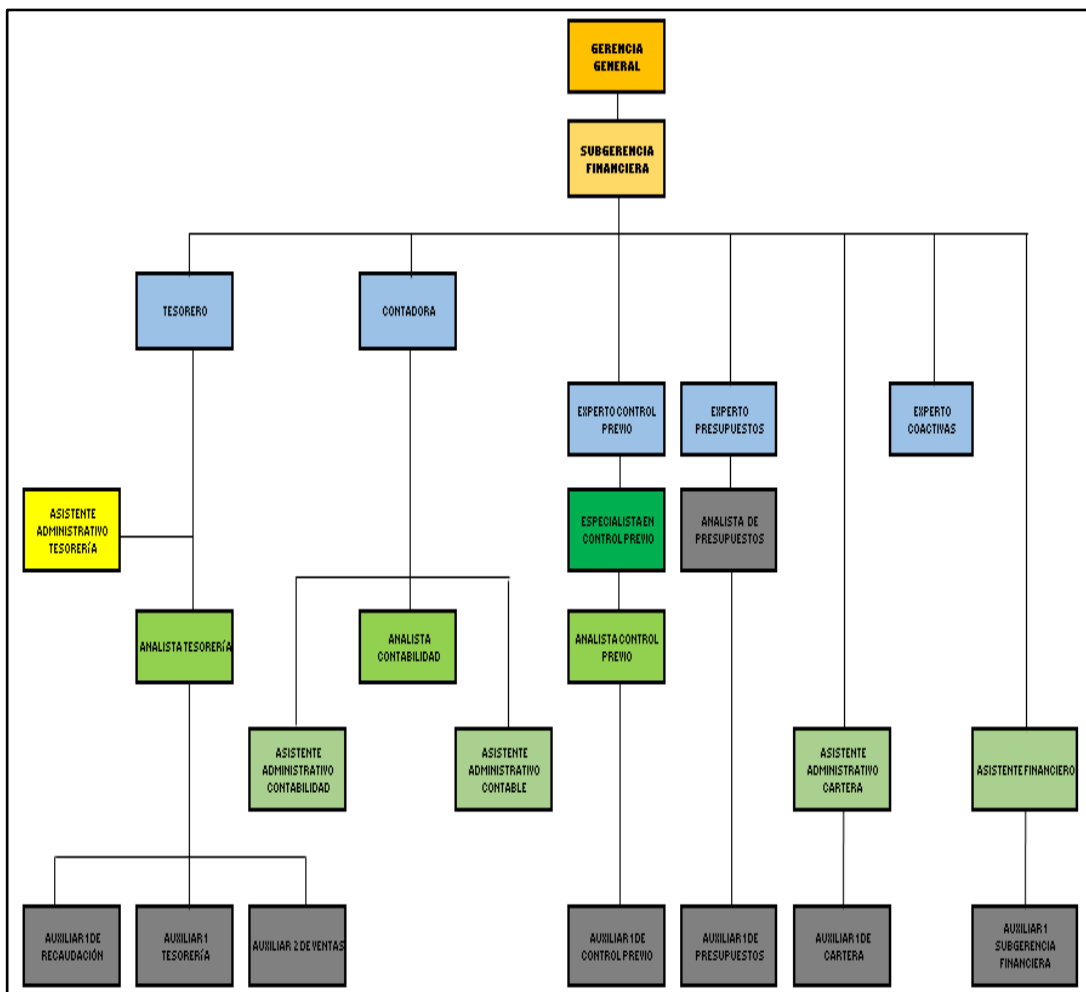 GERENCIA
GENERAL
SUBGERENCIA
FINANCIERA
TESORERO
CONTADORA
EXPERTO CONTROL
PREVIO
EXPERTO
PRESUPUESTOS
EXPERTO
COACTIVAS
ASISTENTE
ADMINISTRATIVO
TESORERÍA
ESPECIALISTA EN
CONTROL PREVIO
ANALISTA DE
PRESUPUESTOS
ANALISTA TESORERÍA
ANALISTA
CONTABILIDAD
ANALISTA CONTROL
PREVIO
ASISTENTE
ADMINISTRATIVO
CONTABILIDAD
ASISTENTE
ADMINISTRATIVO
CONTABLE
ASISTENTE
ADMINISTRATIVO
CARTERA
ASISTENTE FINANCIERO
AUXILIAR 1 DE
RECAUDACIÓN
AUXILIAR 1
TESORERÍA
AUXILIAR 2 DE VENTAS
AUXILIAR 1 DE
CONTROL PREVIO
AUXILIAR 1 DE
PRESUPUESTOS
AUXILIAR 1 DE
CARTERA
AUXILIAR 1
SUBGERENCIA
FINANCIERA